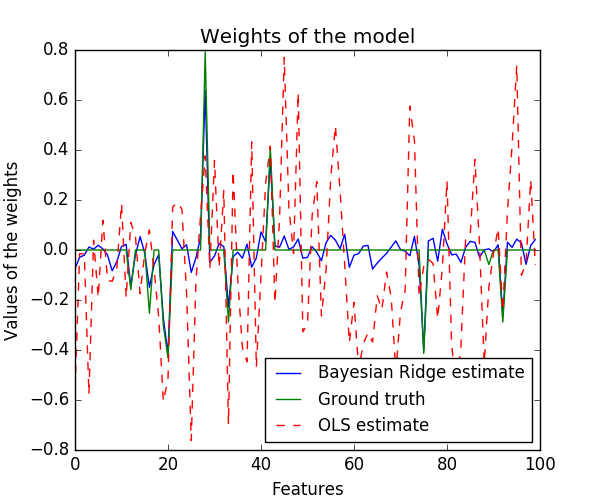 Weights of the model
Values of the weights
0.8
0.6
0.4
0.2
0.0
−0.2
−0.4
−0.6
−0.8
Bayesian Ridge estimate
Ground truth
OLS estimate
0 20 40 60 80 100
Features